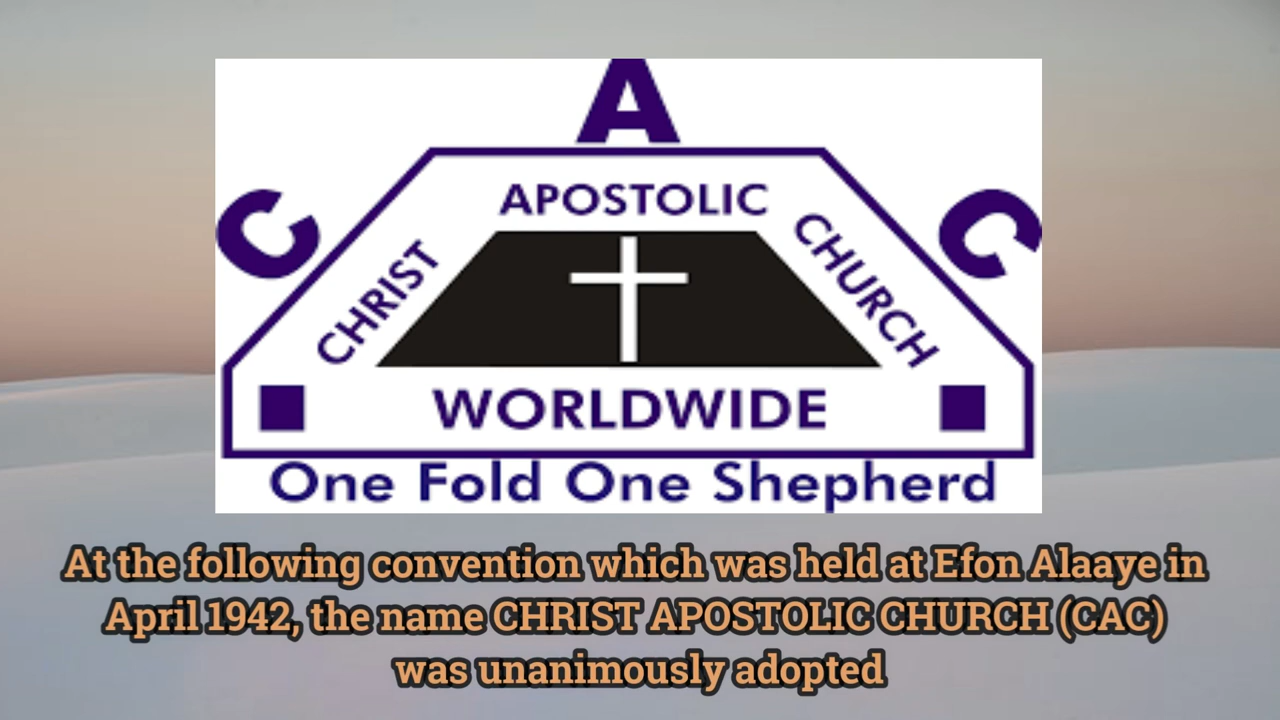 A
C
C
APOSTOLIC
CHRIST
CHURCH
WORLDWIDE
One Fold One Shepherd
At the following convention which was held at Efon Alaaye in
April 1942, the name CHRIST APOSTOLIC CHURCH (CAC)
was unanimously adopted